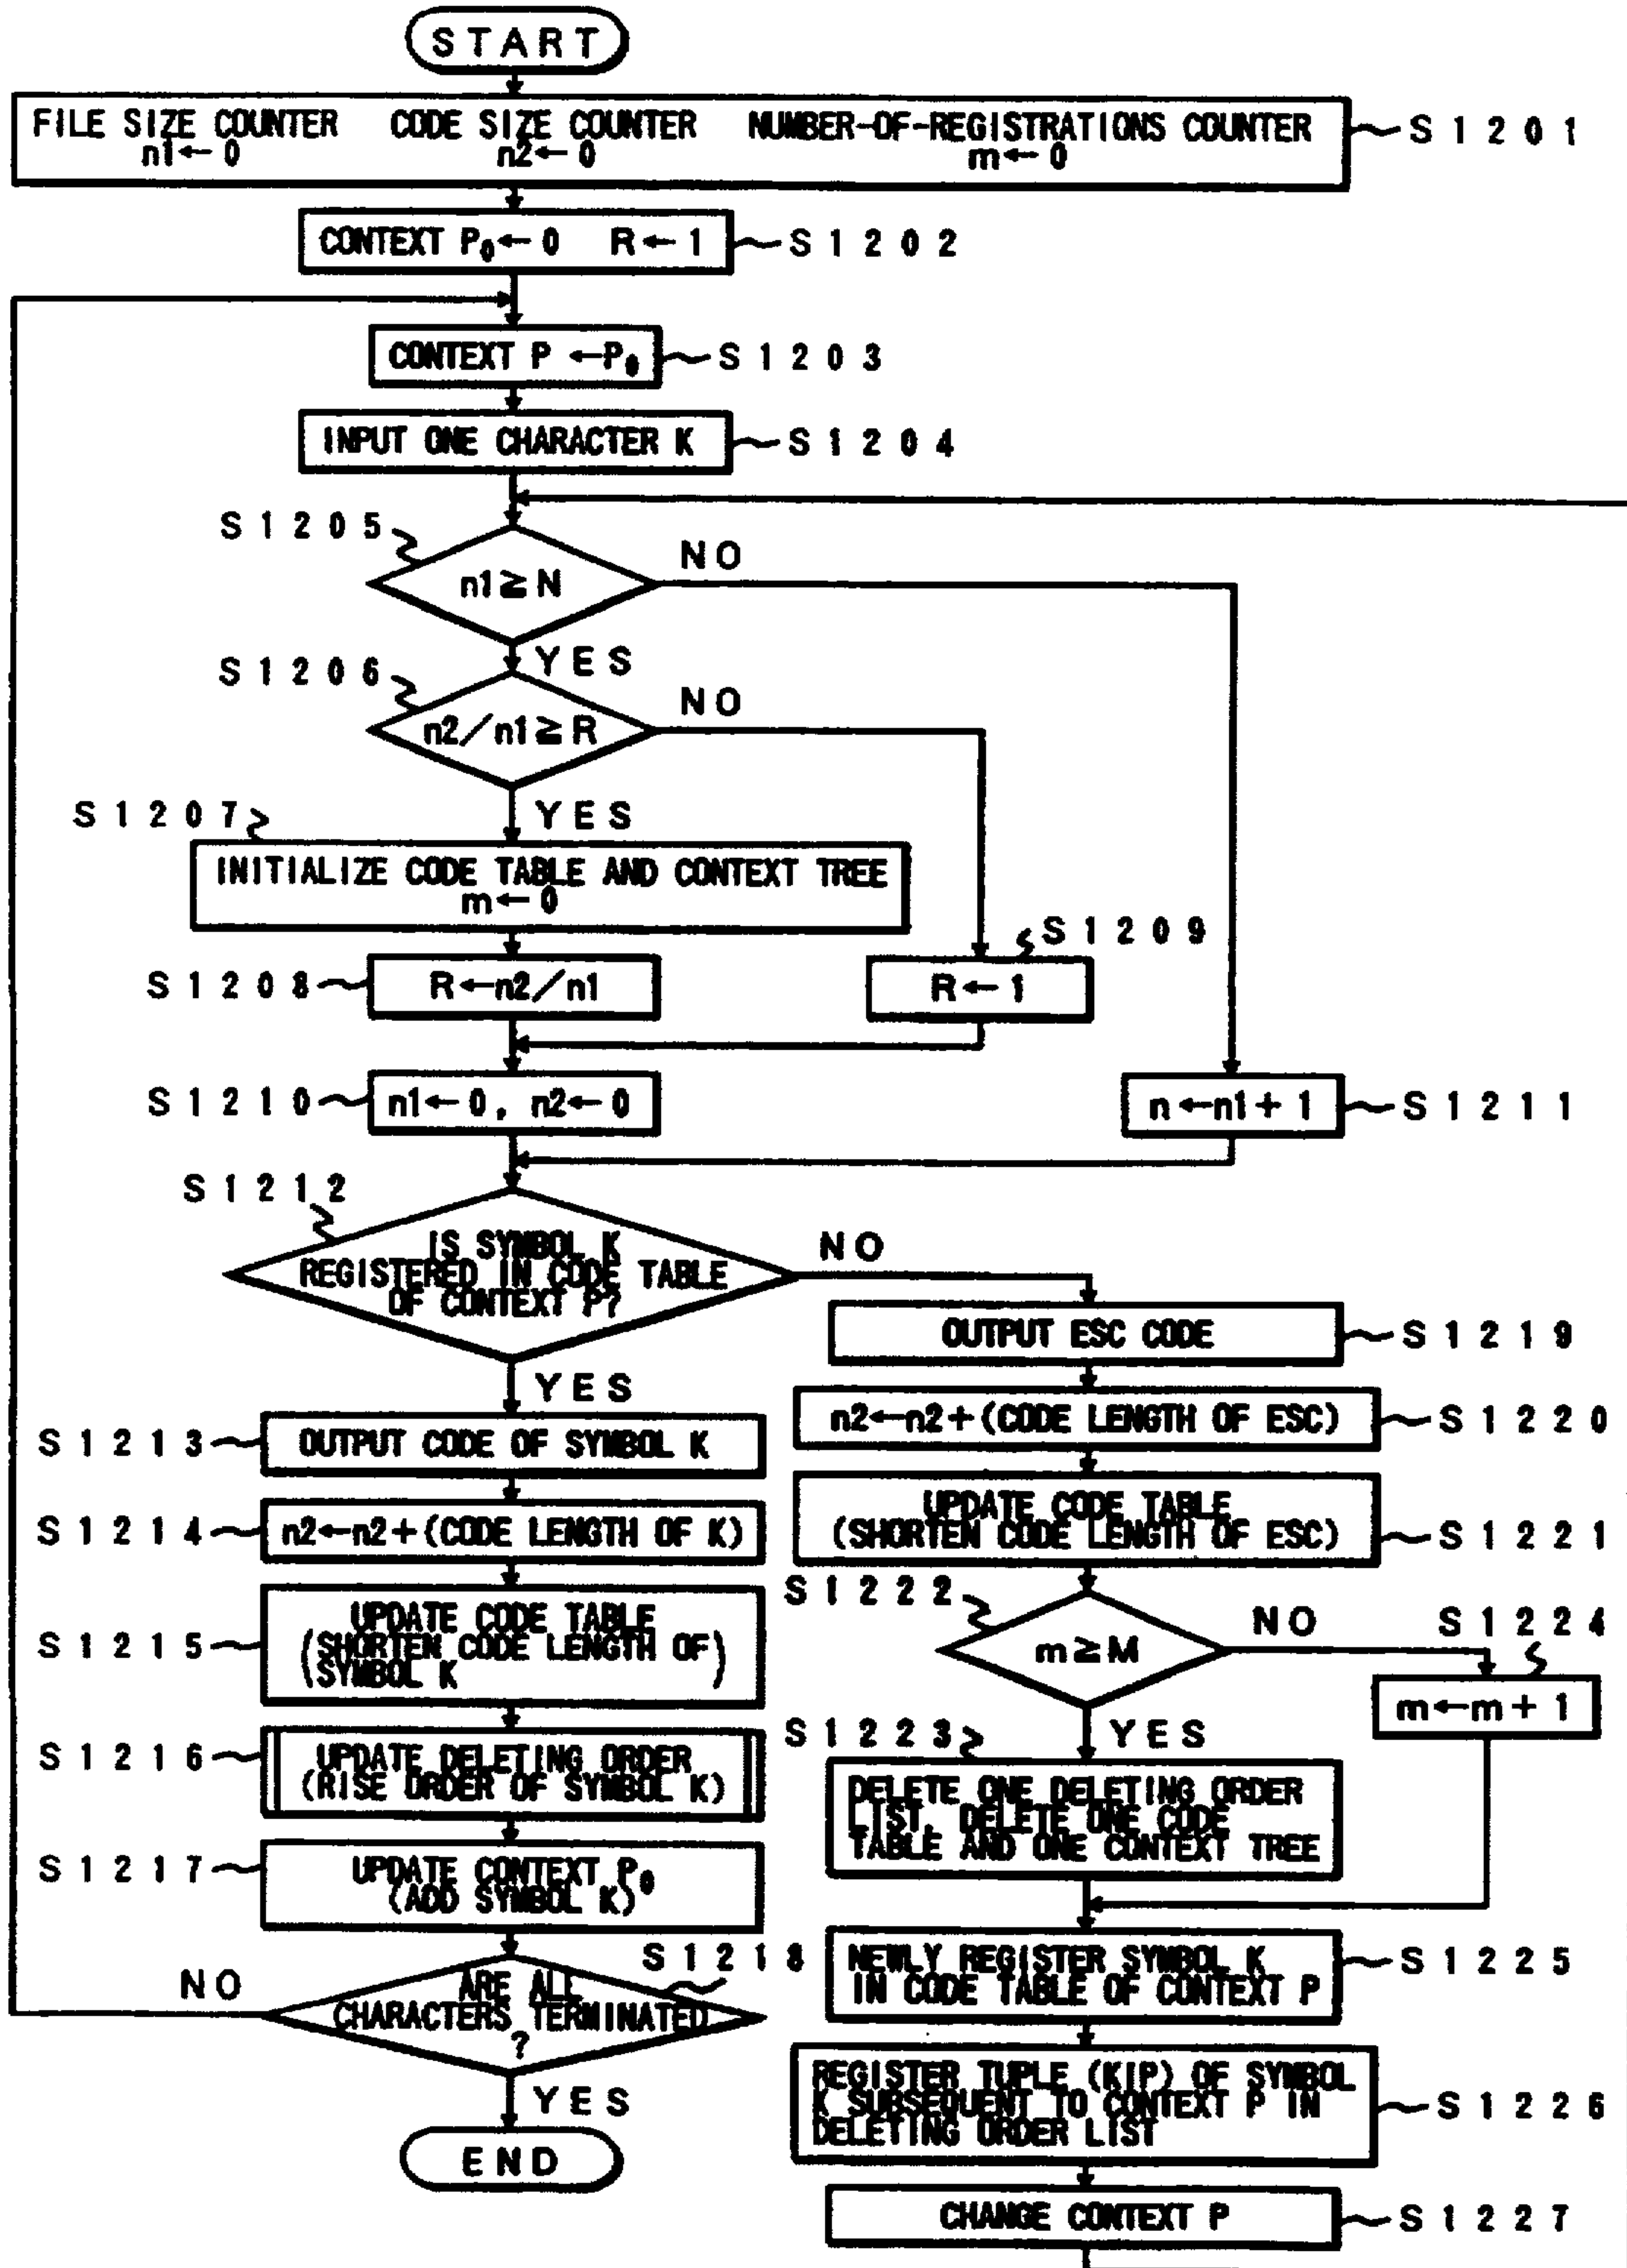 START
FILE SIZE COUNTER CODE SIZE COUNTER NUMBER-OF-REGISTRATIONS COUNTER
n1←0 n2←0 m←0
S1201
CONTEXT P₀←0 R←1
S1202
CONTEXT P ←P₀
S1203
INPUT ONE CHARACTER K
S1204
S1205
n1≧N
NO
YES
S1206
n2/n1≧R
NO
YES
S1207
INITIALIZE CODE TABLE AND CONTEXT TREE
m←0
S1208
R←n2/n1
S1209
R←1
S1210
n1←0, n2←0
n←n1+1
S1211
S1212
IS SYMBOL K
REGISTERED IN CODE TABLE
OF CONTEXT P?
NO
YES
S1213
OUTPUT CODE OF SYMBOL K
S1214
n2←n2+(CODE LENGTH OF K)
S1215
UPDATE CODE TABLE
(SHORTEN CODE LENGTH OF
SYMBOL K)
S1216
UPDATE DELETING ORDER
(RISE ORDER OF SYMBOL K)
S1217
UPDATE CONTEXT P₀
(ADD SYMBOL K)
S1218
ARE ALL
CHARACTERS TERMINATED
?
NO
YES
END
OUTPUT ESC CODE
S1219
n2←n2+(CODE LENGTH OF ESC)
S1220
UPDATE CODE TABLE
(SHORTEN CODE LENGTH OF ESC)
S1221
S1222
m≧M
NO
YES
S1224
m←m+1
S1223
DELETE ONE DELETING ORDER
LIST, DELETE ONE CODE
TABLE AND ONE CONTEXT TREE
NEWLY REGISTER SYMBOL K
IN CODE TABLE OF CONTEXT P
S1225
REGISTER TUPLE (K|P) OF SYMBOL
K SUBSEQUENT TO CONTEXT P IN
DELETING ORDER LIST
S1226
CHANGE CONTEXT P
S1227